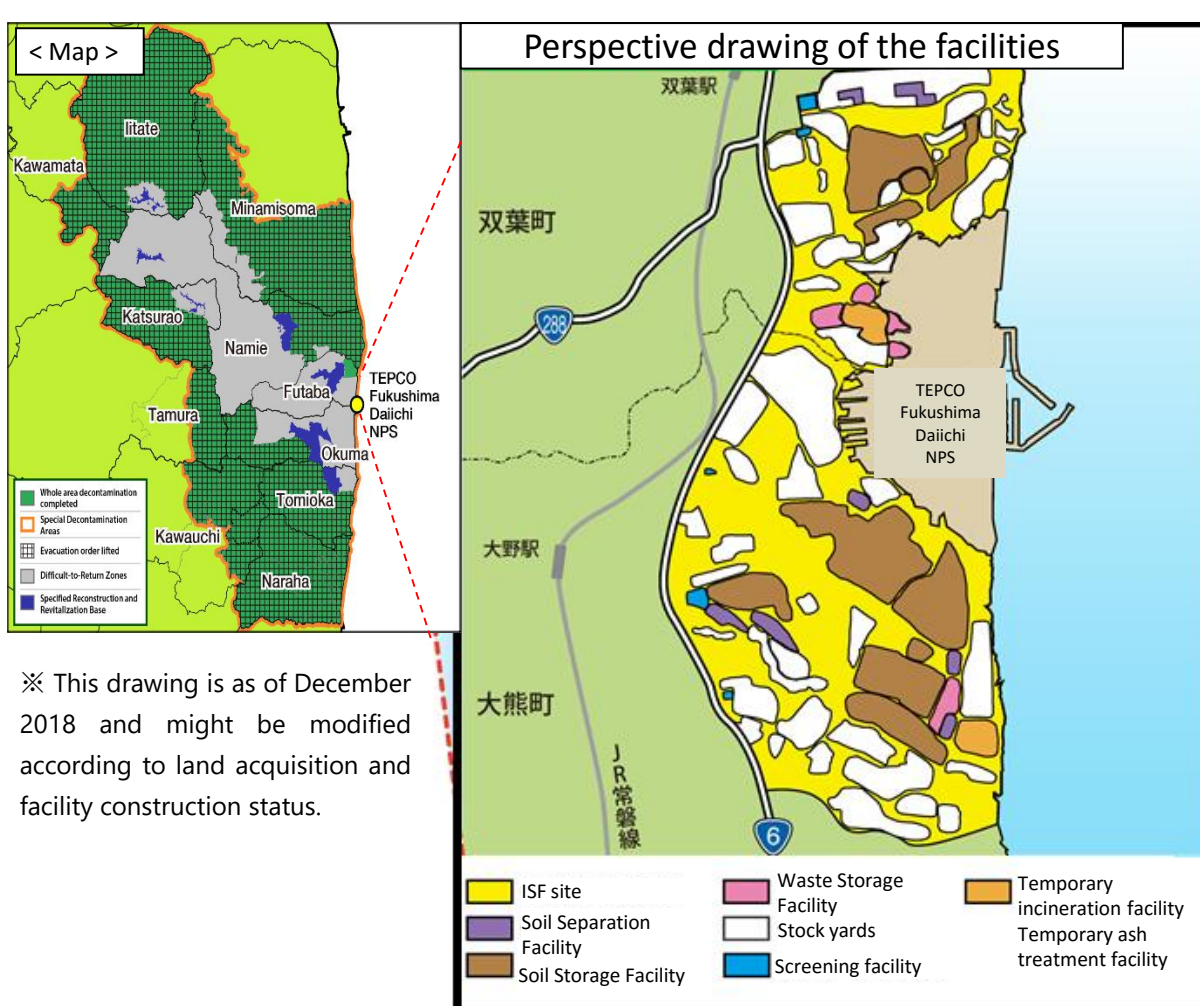 < Map >
Iitate
Kawamata
Minamisoma
Katsurao
Namie
Futaba
TEPCO
Fukushima
Daiichi
NPS
Tamura
Okuma
Tomioka
Kawauchi
Naraha
Whole area decontamination
completed
Special Decontamination
Areas
Evacuation order lifted
Difficult-to-Return Zones
Specified Reconstruction and
Revitalization Base
※ This drawing is as of December
2018 and might be modified
according to land acquisition and
facility construction status.
Perspective drawing of the facilities
双葉駅
双葉町
288
TEPCO
Fukushima
Daiichi
NPS
大野駅
大熊町
JR常磐線
6
ISF site
Soil Separation
Facility
Soil Storage Facility
Waste Storage
Facility
Stock yards
Screening facility
Temporary
incineration facility
Temporary ash
treatment facility